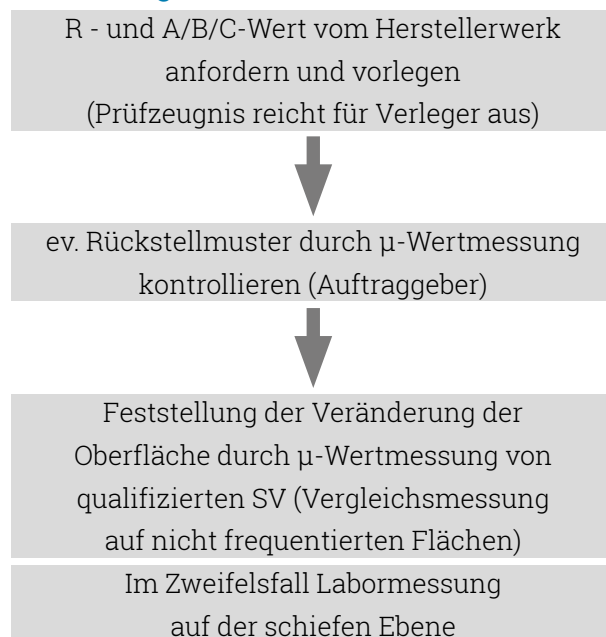 R - und A/B/C-Wert vom Herstellerwerk
anfordern und vorlegen
(Prüfzeugnis reicht für Verleger aus)
ev. Rückstellmuster durch µ-Wertmessung
kontrollieren (Auftraggeber)
Feststellung der Veränderung der
Oberfläche durch µ-Wertmessung von
qualifizierten SV (Vergleichsmessung
auf nicht frequentierten Flächen)
Im Zweifelsfall Labormessung
auf der schiefen Ebene